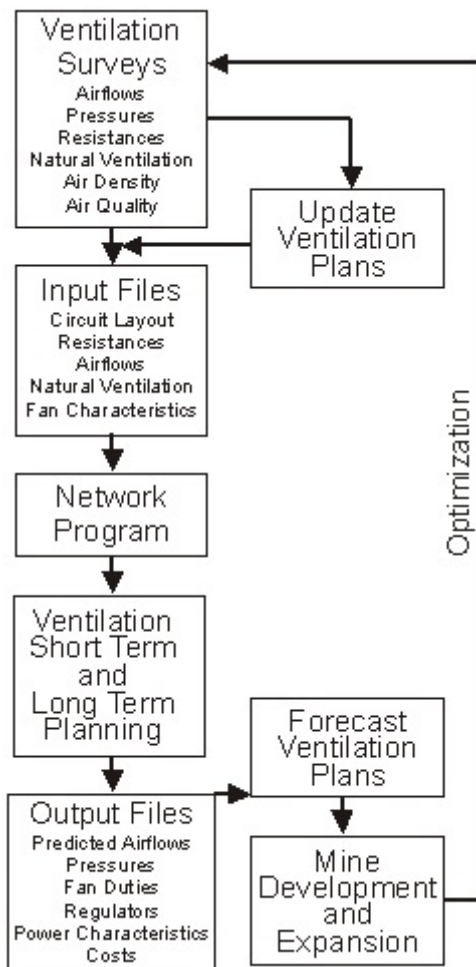 Ventilation
Surveys
Airflows
Pressures
Resistances
Natural Ventilation
Air Density
Air Quality
Update
Ventilation
Plans
Input Files
Circuit Layout
Resistances
Airflows
Natural Ventilation
Fan Characteristics
Network
Program
Ventilation
Short Term
and
Long Term
Planning
Output Files
Predicted Airflows
Pressures
Fan Duties
Regulators
Power Characteristics
Costs
Forecast
Ventilation
Plans
Mine
Development
and
Expansion
Optimization